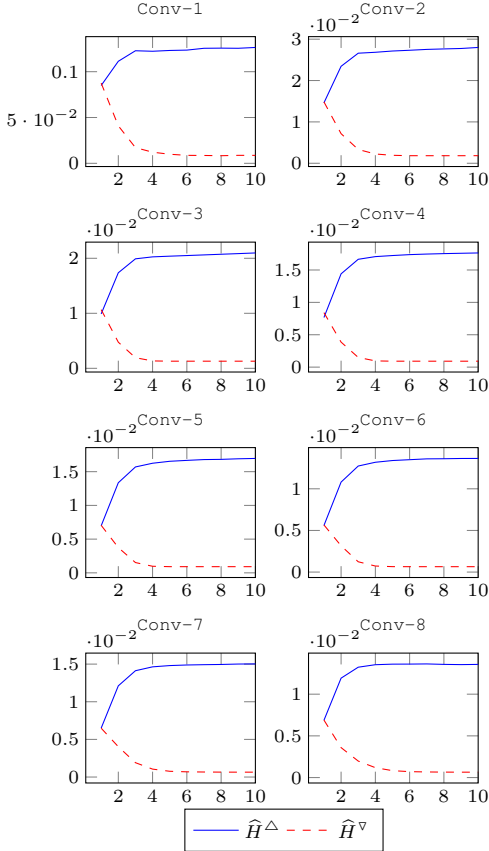 Conv-1 Conv-2
·10⁻² 3
0.1 2
5 · 10⁻² 1
0 0
2 4 6 8 10 2 4 6 8 10
Conv-3 Conv-4
·10⁻² ·10⁻²
2 1.5
1 1
0.5
0 0
2 4 6 8 10 2 4 6 8 10
Conv-5 Conv-6
·10⁻² ·10⁻²
1.5 1
1 0.5
0.5
0 0
2 4 6 8 10 2 4 6 8 10
Conv-7 Conv-8
·10⁻² ·10⁻²
1.5 1
1 0.5
0.5
0 0
2 4 6 8 10 2 4 6 8 10
Ĥ△ Ĥ▽